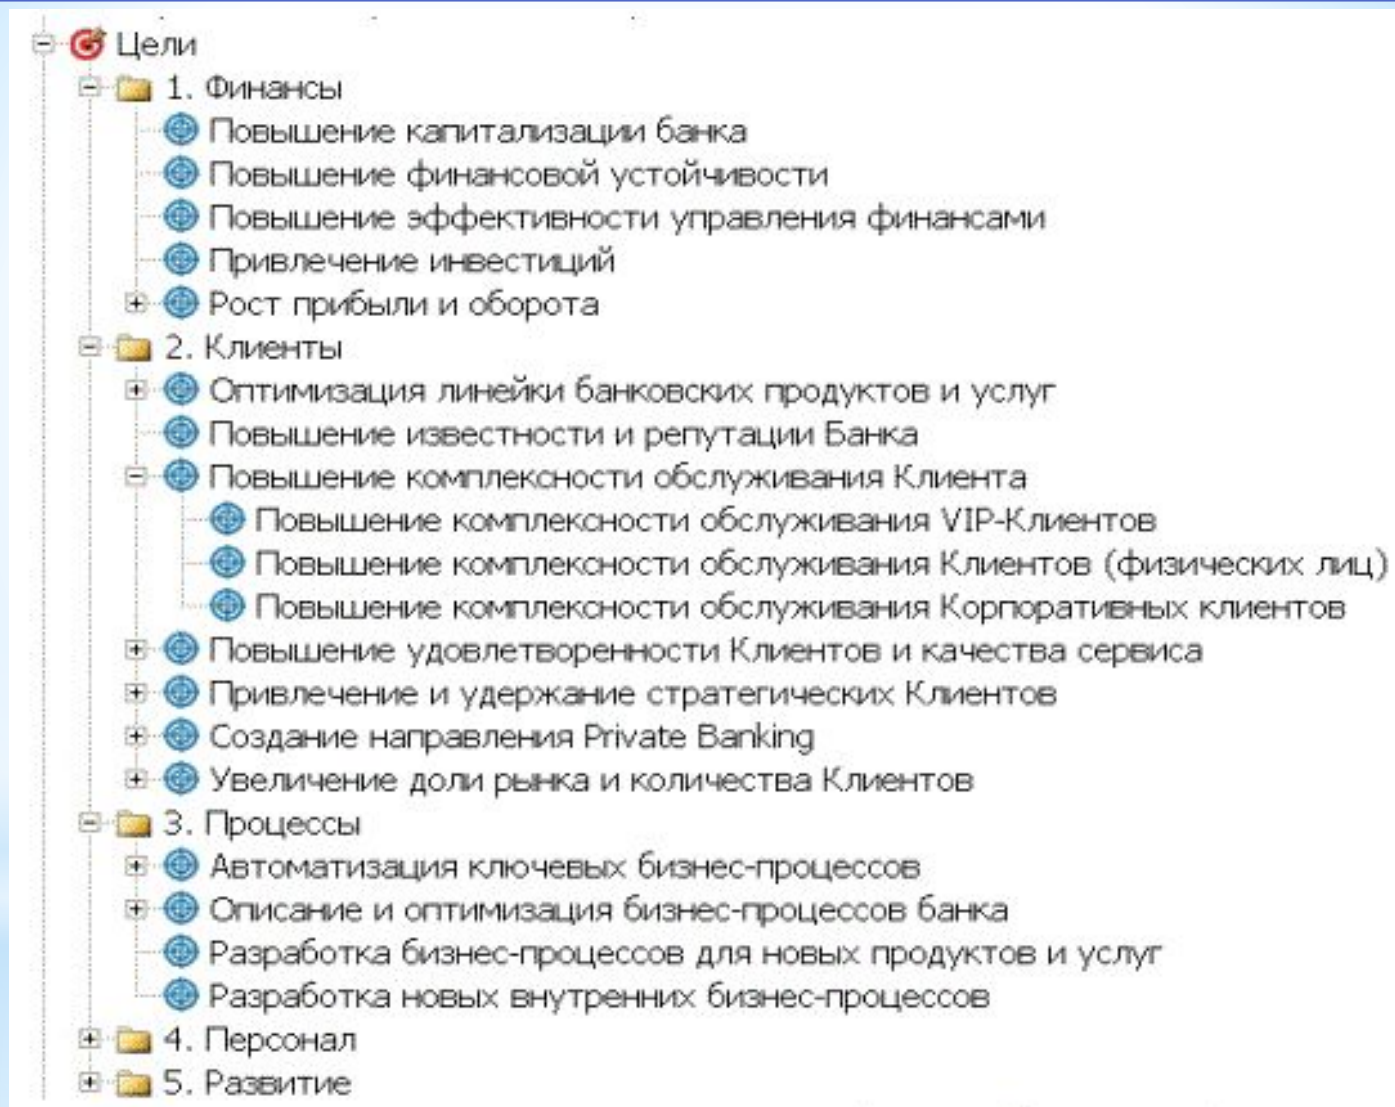 Цели
1. Финансы
Повышение капитализации банка
Повышение финансовой устойчивости
Повышение эффективности управления финансами
Привлечение инвестиций
Рост прибыли и оборота
2. Клиенты
Оптимизация линейки банковских продуктов и услуг
Повышение известности и репутации Банка
Повышение комплексности обслуживания Клиента
Повышение комплексности обслуживания VIP-Клиентов
Повышение комплексности обслуживания Клиентов (физических лиц)
Повышение комплексности обслуживания Корпоративных клиентов
Повышение удовлетворенности Клиентов и качества сервиса
Привлечение и удержание стратегических Клиентов
Создание направления Private Banking
Увеличение доли рынка и количества Клиентов
3. Процессы
Автоматизация ключевых бизнес-процессов
Описание и оптимизация бизнес-процессов банка
Разработка бизнес-процессов для новых продуктов и услуг
Разработка новых внутренних бизнес-процессов
4. Персонал
5. Развитие